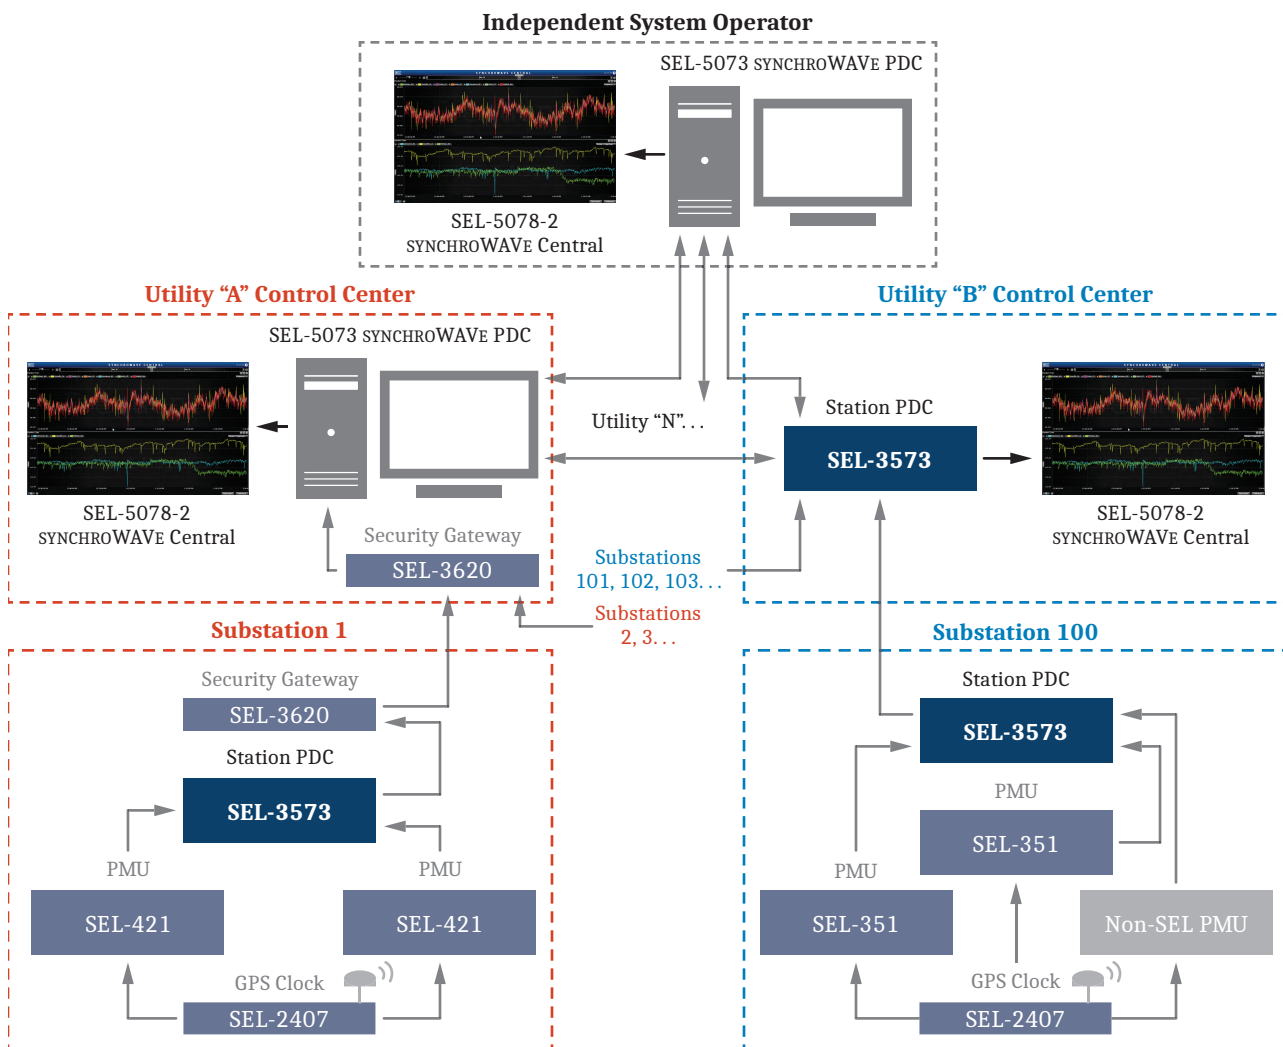 Independent System Operator
SEL-5073 SYNCHROWAVE PDC
SEL-5078-2
SYNCHROWAVE Central
Utility “A” Control Center
SEL-5073 SYNCHROWAVE PDC
SEL-5078-2
SYNCHROWAVE Central
Security Gateway
SEL-3620
Utility “N”. . .
Utility “B” Control Center
Station PDC
SEL-3573
SEL-5078-2
SYNCHROWAVE Central
Substations
101, 102, 103. . .
Substations
2, 3. . .
Substation 1
Security Gateway
SEL-3620
Station PDC
SEL-3573
PMU
PMU
SEL-421
SEL-421
GPS Clock
SEL-2407
Substation 100
Station PDC
SEL-3573
PMU
SEL-351
PMU
SEL-351
Non-SEL PMU
GPS Clock
SEL-2407